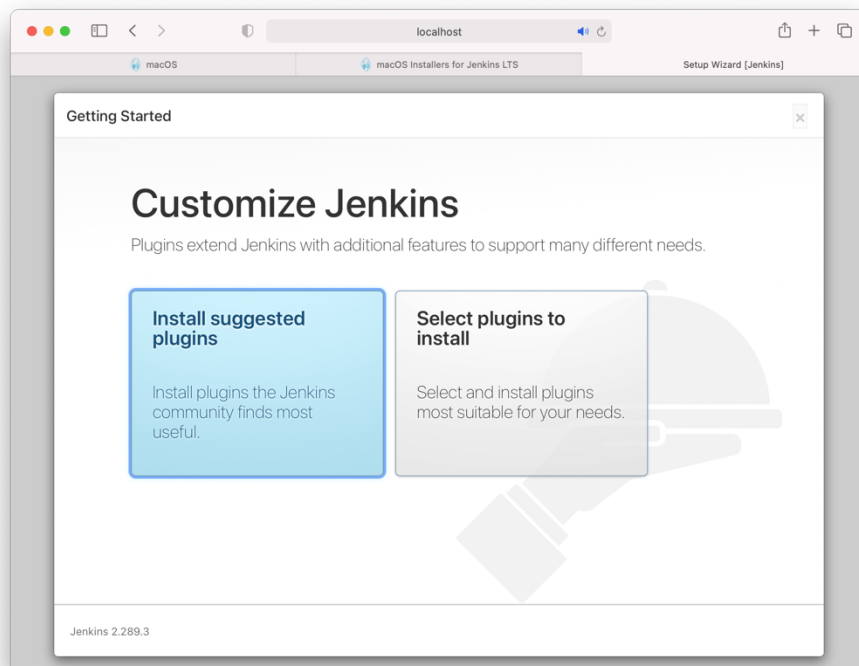 localhost
macOS
macOS Installers for Jenkins LTS
Setup Wizard [Jenkins]
Getting Started
Customize Jenkins
Plugins extend Jenkins with additional features to support many different needs.
Install suggested
plugins
Install plugins the Jenkins
community finds most
useful.
Select plugins to
install
Select and install plugins
most suitable for your needs.
Jenkins 2.289.3